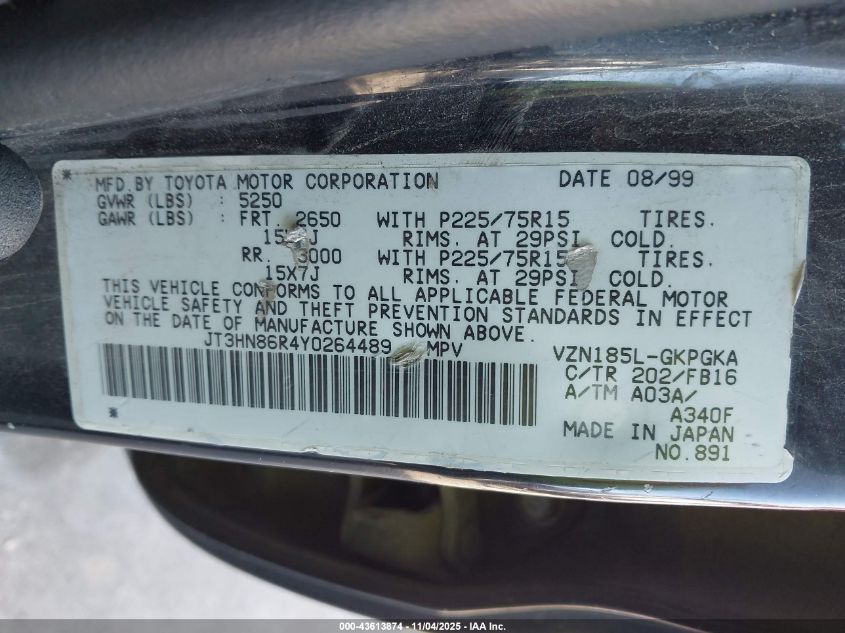 MFD.BY TOYOTA MOTOR CORPORATION DATE 08/99
GVWR (LBS) : 5250
GAWR (LBS) : FRT. 2650 WITH P225/75R15 TIRES.
RIMS. AT 29PSI COLD.
RR. 3000 WITH P225/75R15 TIRES.
15X7J RIMS. AT 29PSI COLD.
THIS VEHICLE CONFORMS TO ALL APPLICABLE FEDERAL MOTOR
VEHICLE SAFETY AND THEFT PREVENTION STANDARDS IN EFFECT
ON THE DATE OF MANUFACTURE SHOWN ABOVE.
JT3HN86R4Y0264489 MPV VZN185L-GKPGKA
C/TR 202/FB16
A/TM A03A/
A340F
MADE IN JAPAN
NO.891
000-43613874 | 11/04/2025 - IAA Inc.